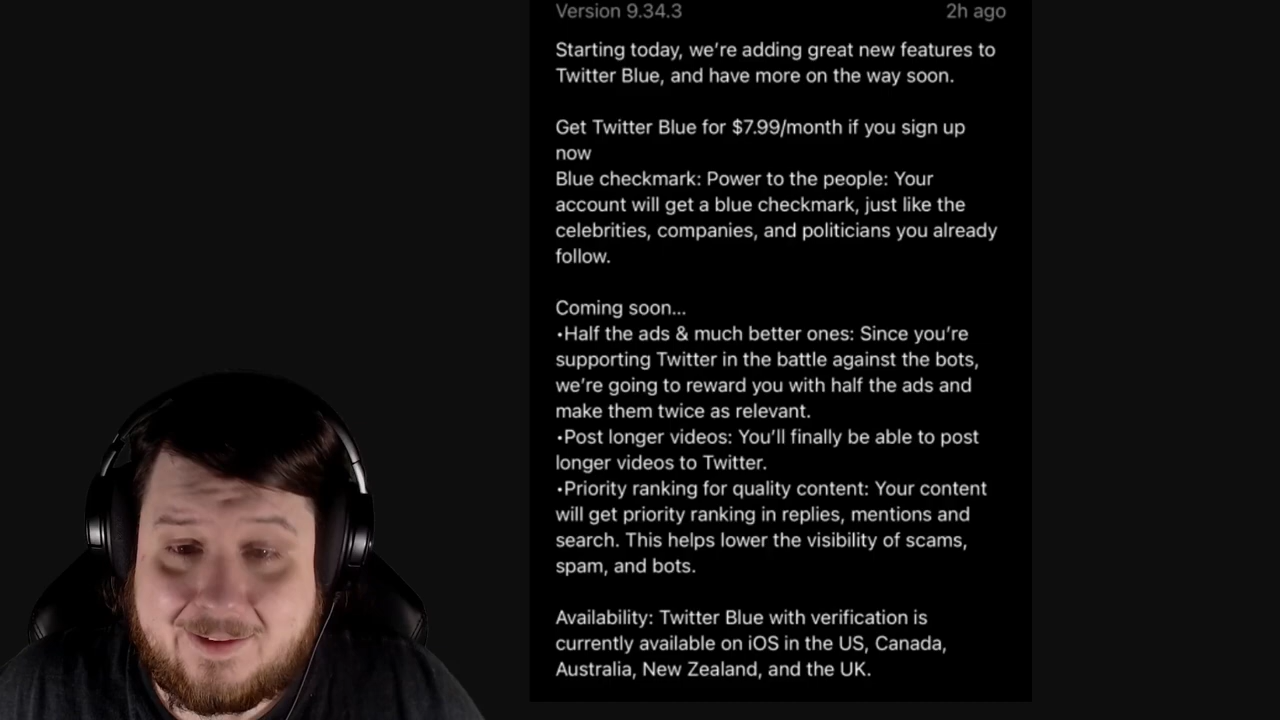 Version 9.34.3 2h ago
Starting today, we're adding great new features to
Twitter Blue, and have more on the way soon.
Get Twitter Blue for $7.99/month if you sign up
now
Blue checkmark: Power to the people: Your
account will get a blue checkmark, just like the
celebrities, companies, and politicians you already
follow.
Coming soon...
•Half the ads & much better ones: Since you're
supporting Twitter in the battle against the bots,
we're going to reward you with half the ads and
make them twice as relevant.
•Post longer videos: You'll finally be able to post
longer videos to Twitter.
•Priority ranking for quality content: Your content
will get priority ranking in replies, mentions and
search. This helps lower the visibility of scams,
spam, and bots.
Availability: Twitter Blue with verification is
currently available on iOS in the US, Canada,
Australia, New Zealand, and the UK.